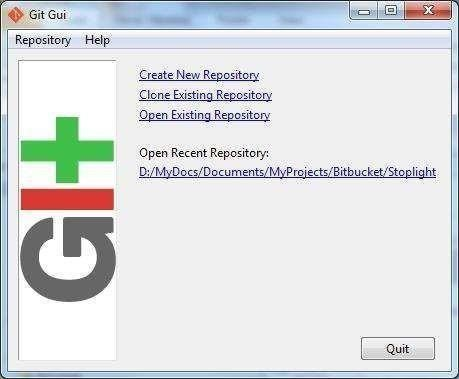 Git Gui
Repository Help
Create New Repository
Clone Existing Repository
Open Existing Repository
Open Recent Repository:
D:/MyDocs/Documents/MyProjects/Bitbucket/Stoplight
GIt
Quit